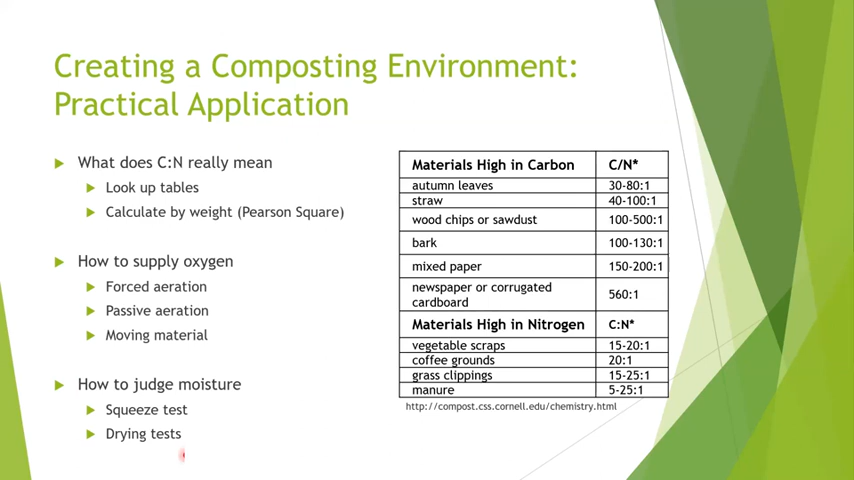 Creating a Composting Environment:
Practical Application
What does C:N really mean
Look up tables
Calculate by weight (Pearson Square)
How to supply oxygen
Forced aeration
Passive aeration
Moving material
How to judge moisture
Squeeze test
Drying tests
Materials High in Carbon C/N*
autumn leaves 30-80:1
straw 40-100:1
wood chips or sawdust 100-500:1
bark 100-130:1
mixed paper 150-200:1
newspaper or corrugated
cardboard 560:1
Materials High in Nitrogen C:N*
vegetable scraps 15-20:1
coffee grounds 20:1
grass clippings 15-25:1
manure 5-25:1
http://compost.css.cornell.edu/chemistry.html